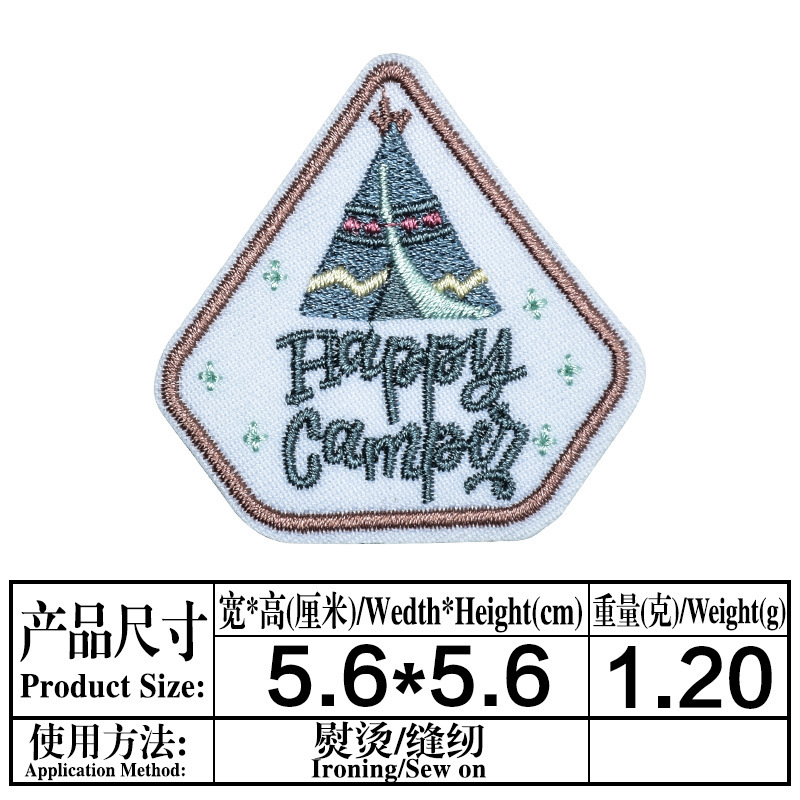 Happy
Camper
产品尺寸
Product Size:
宽*高(厘米)/Wedth*Height(cm)
5.6*5.6
重量(克)/Weight(g)
1.20
使用方法:
Application Method:
熨烫/缝纫
Ironing/Sew on